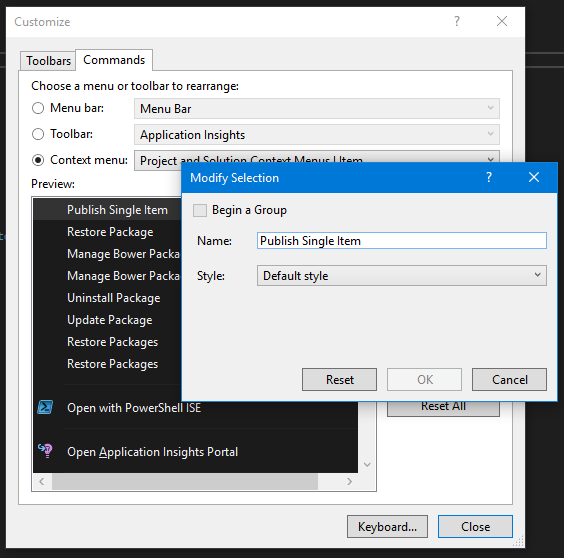 Customize
Toolbars
Commands
Choose a menu or toolbar to rearrange:
Menu bar:
Menu Bar
Toolbar:
Application Insights
Context menu:
Project and Solution Context Menus | Item
Preview:
Modify Selection
Begin a Group
Name:
Publish Single Item
Style:
Default style
Reset
OK
Cancel
Publish Single Item
Restore Package
Manage Bower Packa
Manage Bower Packa
Uninstall Package
Update Package
Restore Packages
Restore Packages
Open with PowerShell ISE
Open Application Insights Portal
Reset All
Keyboard...
Close